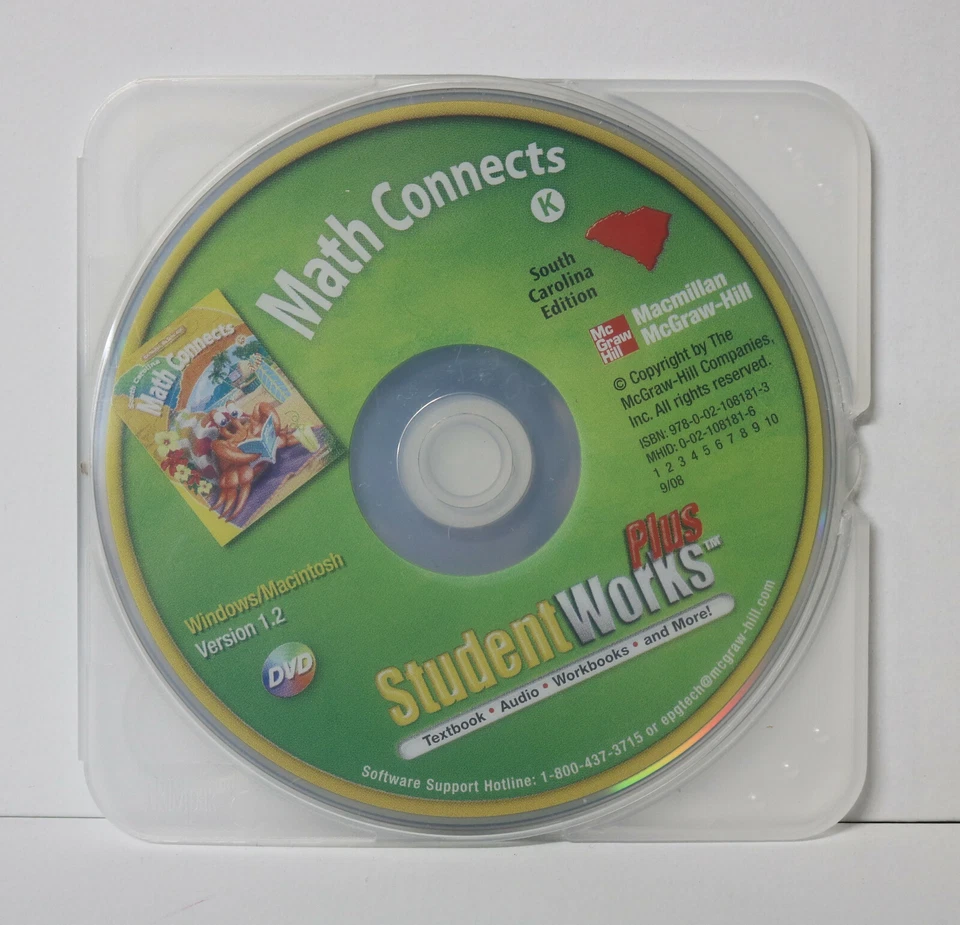 Math Connects
K
South
Carolina
Edition
Mc
Graw
Hill
Macmillan
McGraw-Hill
© Copyright by The
McGraw-Hill Companies,
Inc. All rights reserved.
ISBN: 978-0-02-108181-3
MHID: 0-02-108181-6
1 2 3 4 5 6 7 8 9 10
9/08
Math Connects
Windows/Macintosh
Version 1.2
DVD
StudentWorks™
Plus
Textbook • Audio • Workbooks • and More!
Software Support Hotline: 1-800-437-3715 or epgtech@mcgraw-hill.com